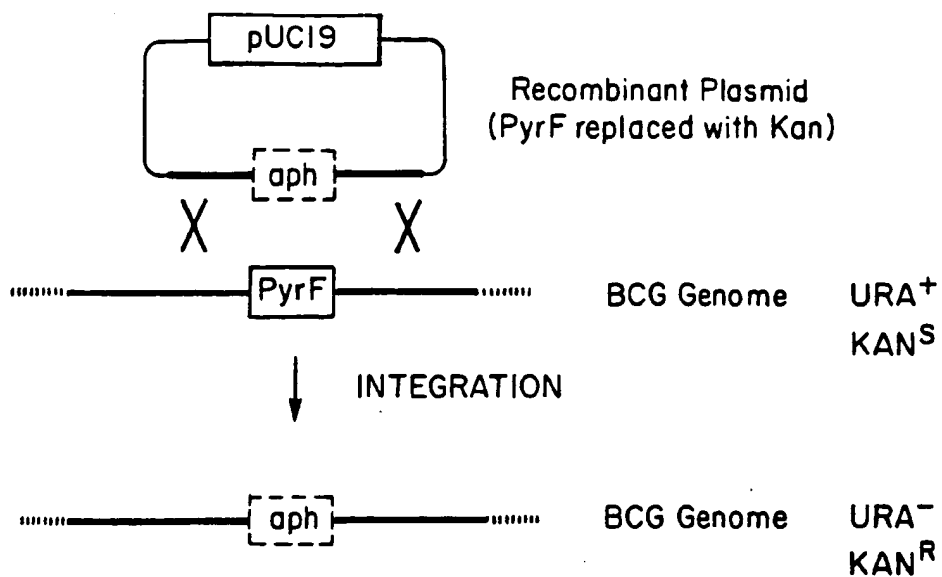 pUC19
Recombinant Plasmid
(PyrF replaced with Kan)
aph
PyrF
BCG Genome
URA+
KANS
INTEGRATION
aph
BCG Genome
URA-
KANR